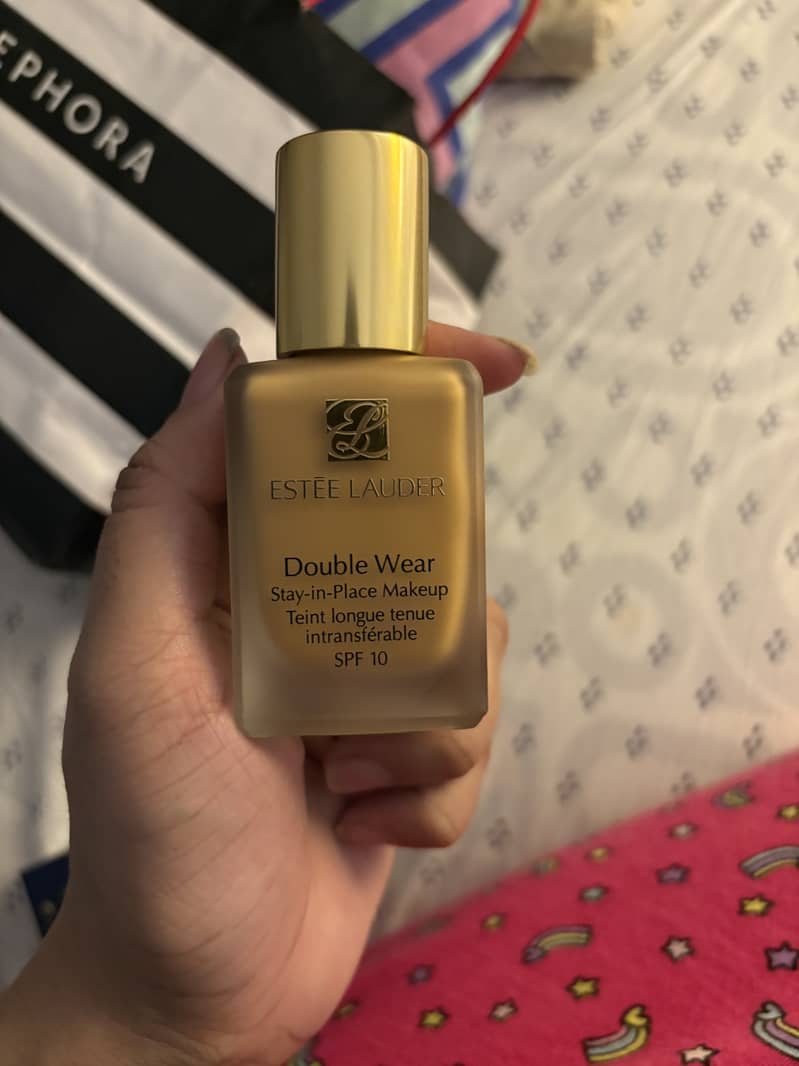 EPHORA
ESTĒE LAUDER
Double Wear
Stay-in-Place Makeup
Teint longue tenue
intransférable
SPF 10